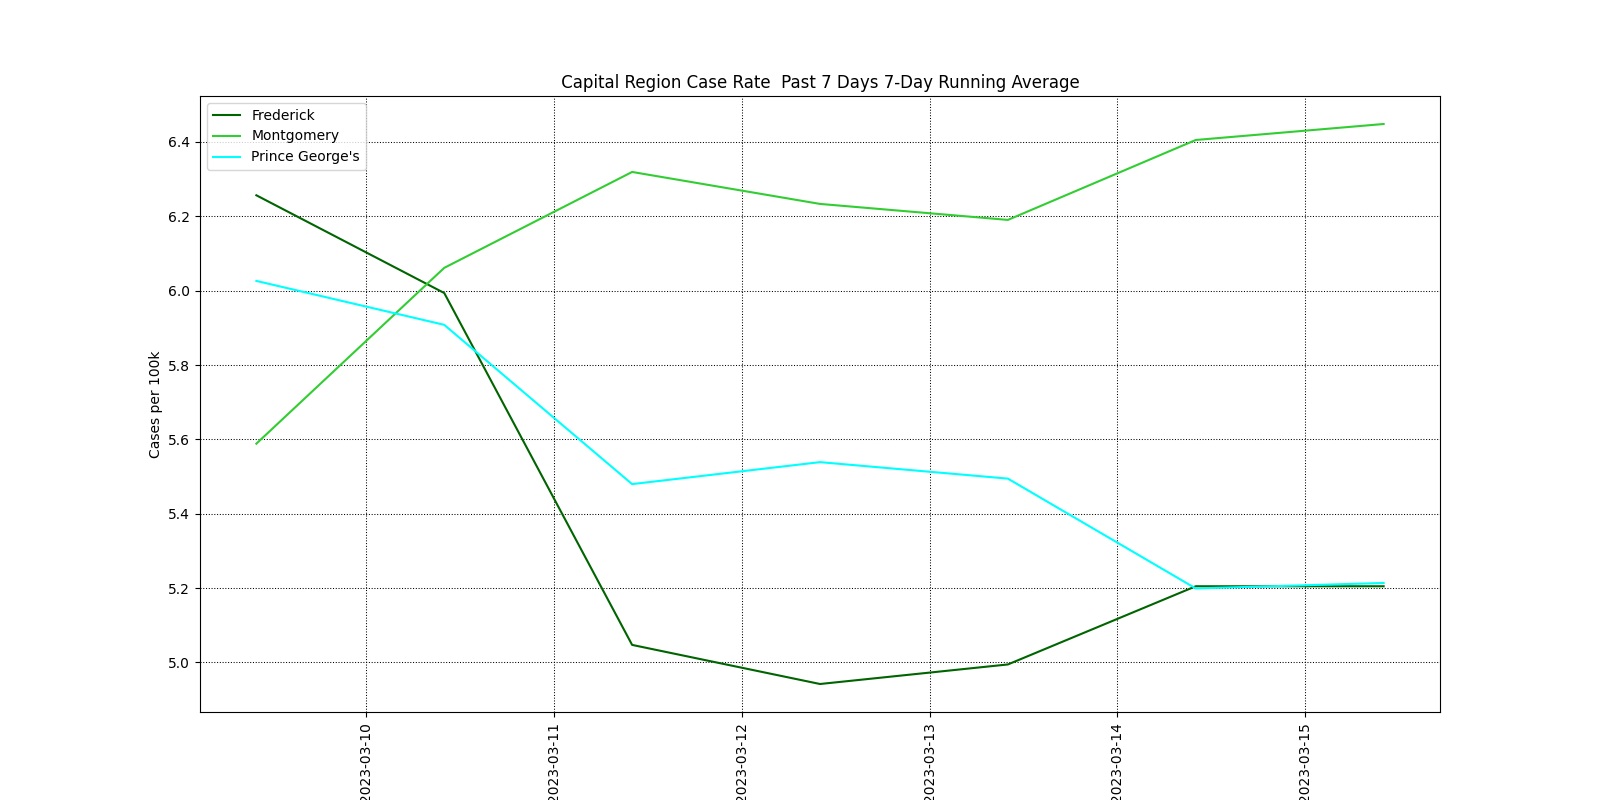 Capital Region Case Rate  Past 7 Days 7-Day Running Average
Frederick
Montgomery
Prince George's
Cases per 100k
6.4
6.2
6.0
5.8
5.6
5.4
5.2
5.0
2023-03-10
2023-03-11
2023-03-12
2023-03-13
2023-03-14
2023-03-15